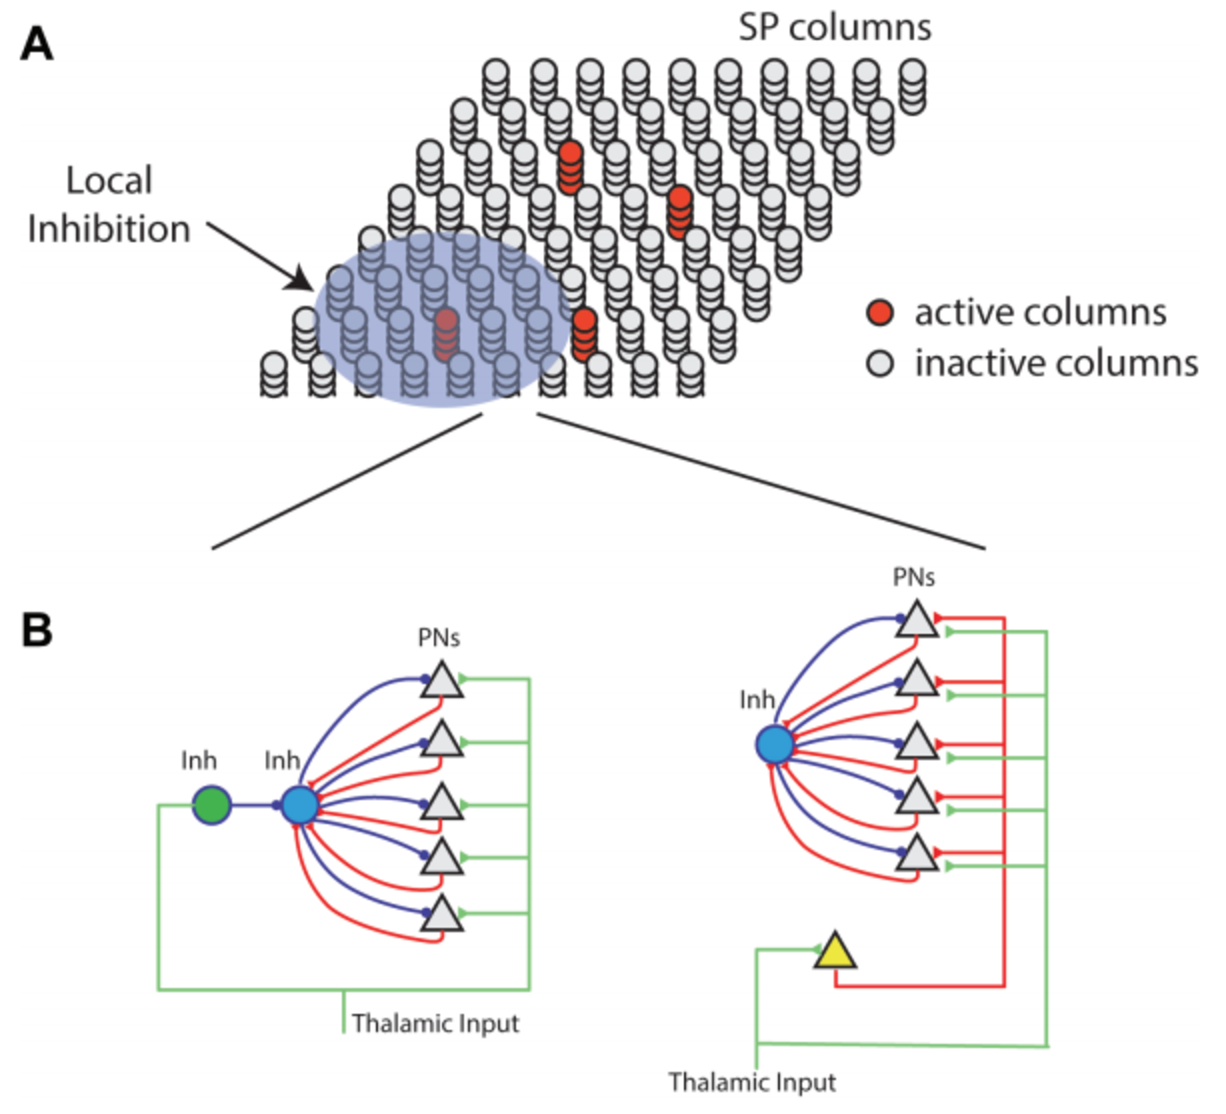 A
SP columns
Local
Inhibition
active columns
inactive columns
B
PNs
Inh
Inh
Thalamic Input
PNs
Inh
Thalamic Input